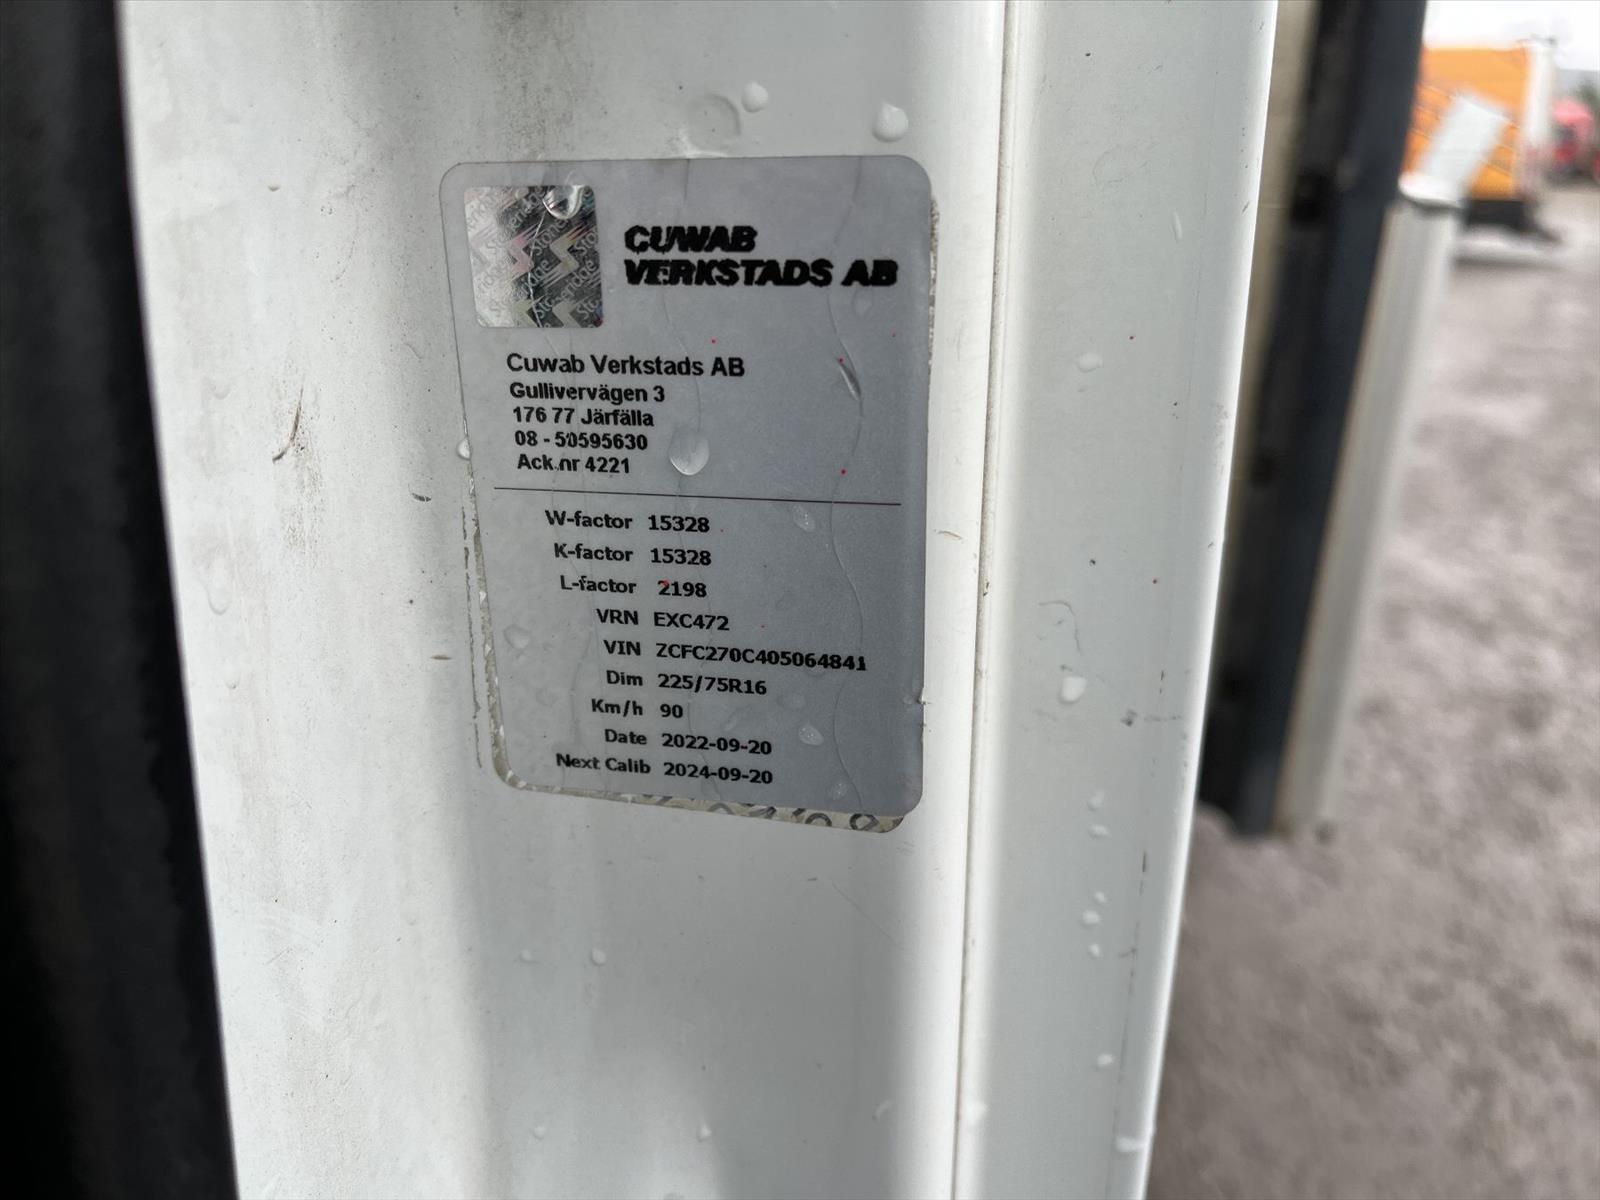 Stoneridge
CUWAB
VERKSTADS AB
Cuwab Verkstads AB
Gullivervägen 3
176 77 Järfälla
08 - 50595630
Ack.nr 4221
W-factor 15328
K-factor 15328
L-factor 2198
VRN EXC472
VIN ZCFC270C405064841
Dim 225/75R16
Km/h 90
Date 2022-09-20
Next Calib 2024-09-20